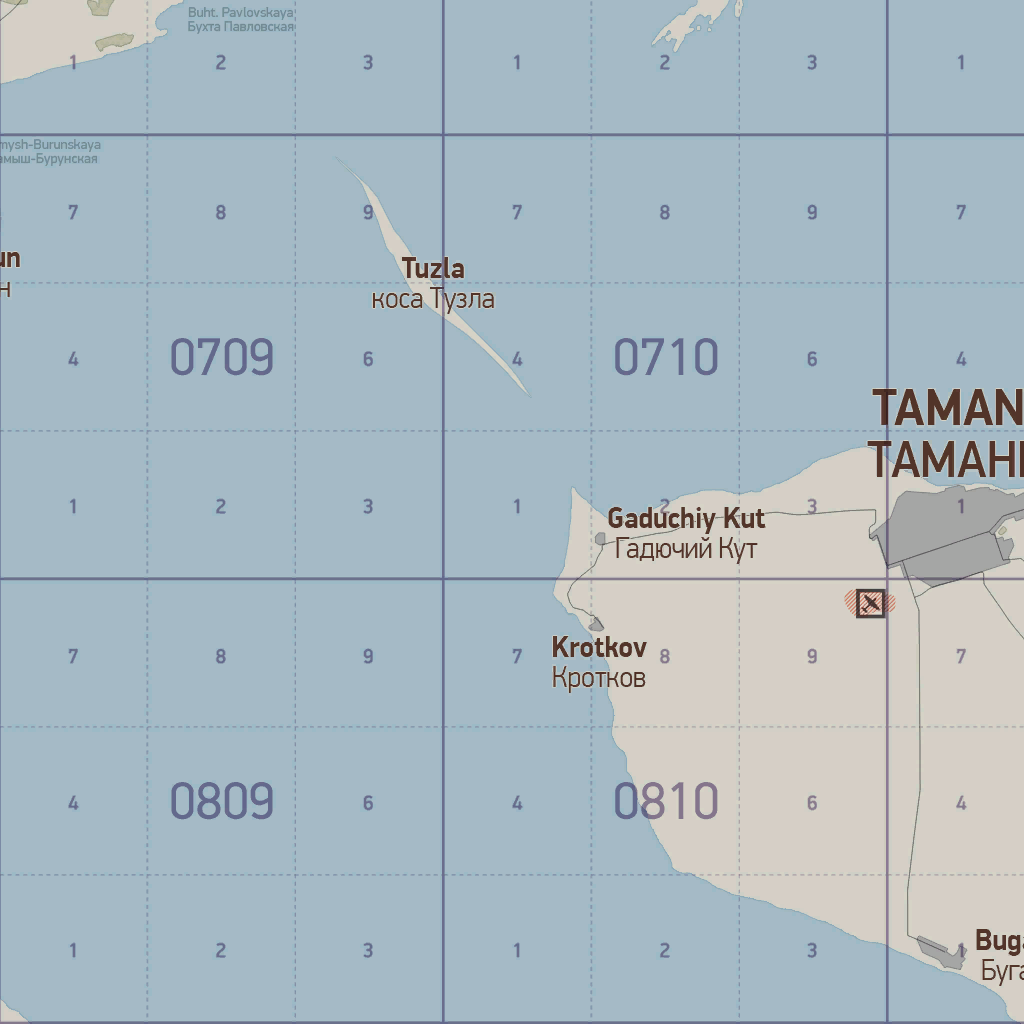 Buht. Pavlovskaya
Бухта Павловская
1 2 3 1 2 3 1
mysh-Burunskaya
амыш-Бурунская
7 8 9 7 8 9 7
un
н
Tuzla
коса Тузла
4 0709 6 4 0710 6 4
TAMAN
ТАМАН
1 2 3 1 2 3 1
Gaduchiy Kut
Гадючий Кут
Krotkov
Кротков
7 8 9 7 8 9 7
4 0809 6 4 0810 6 4
1 2 3 1 2 3 1
Buga
Буга